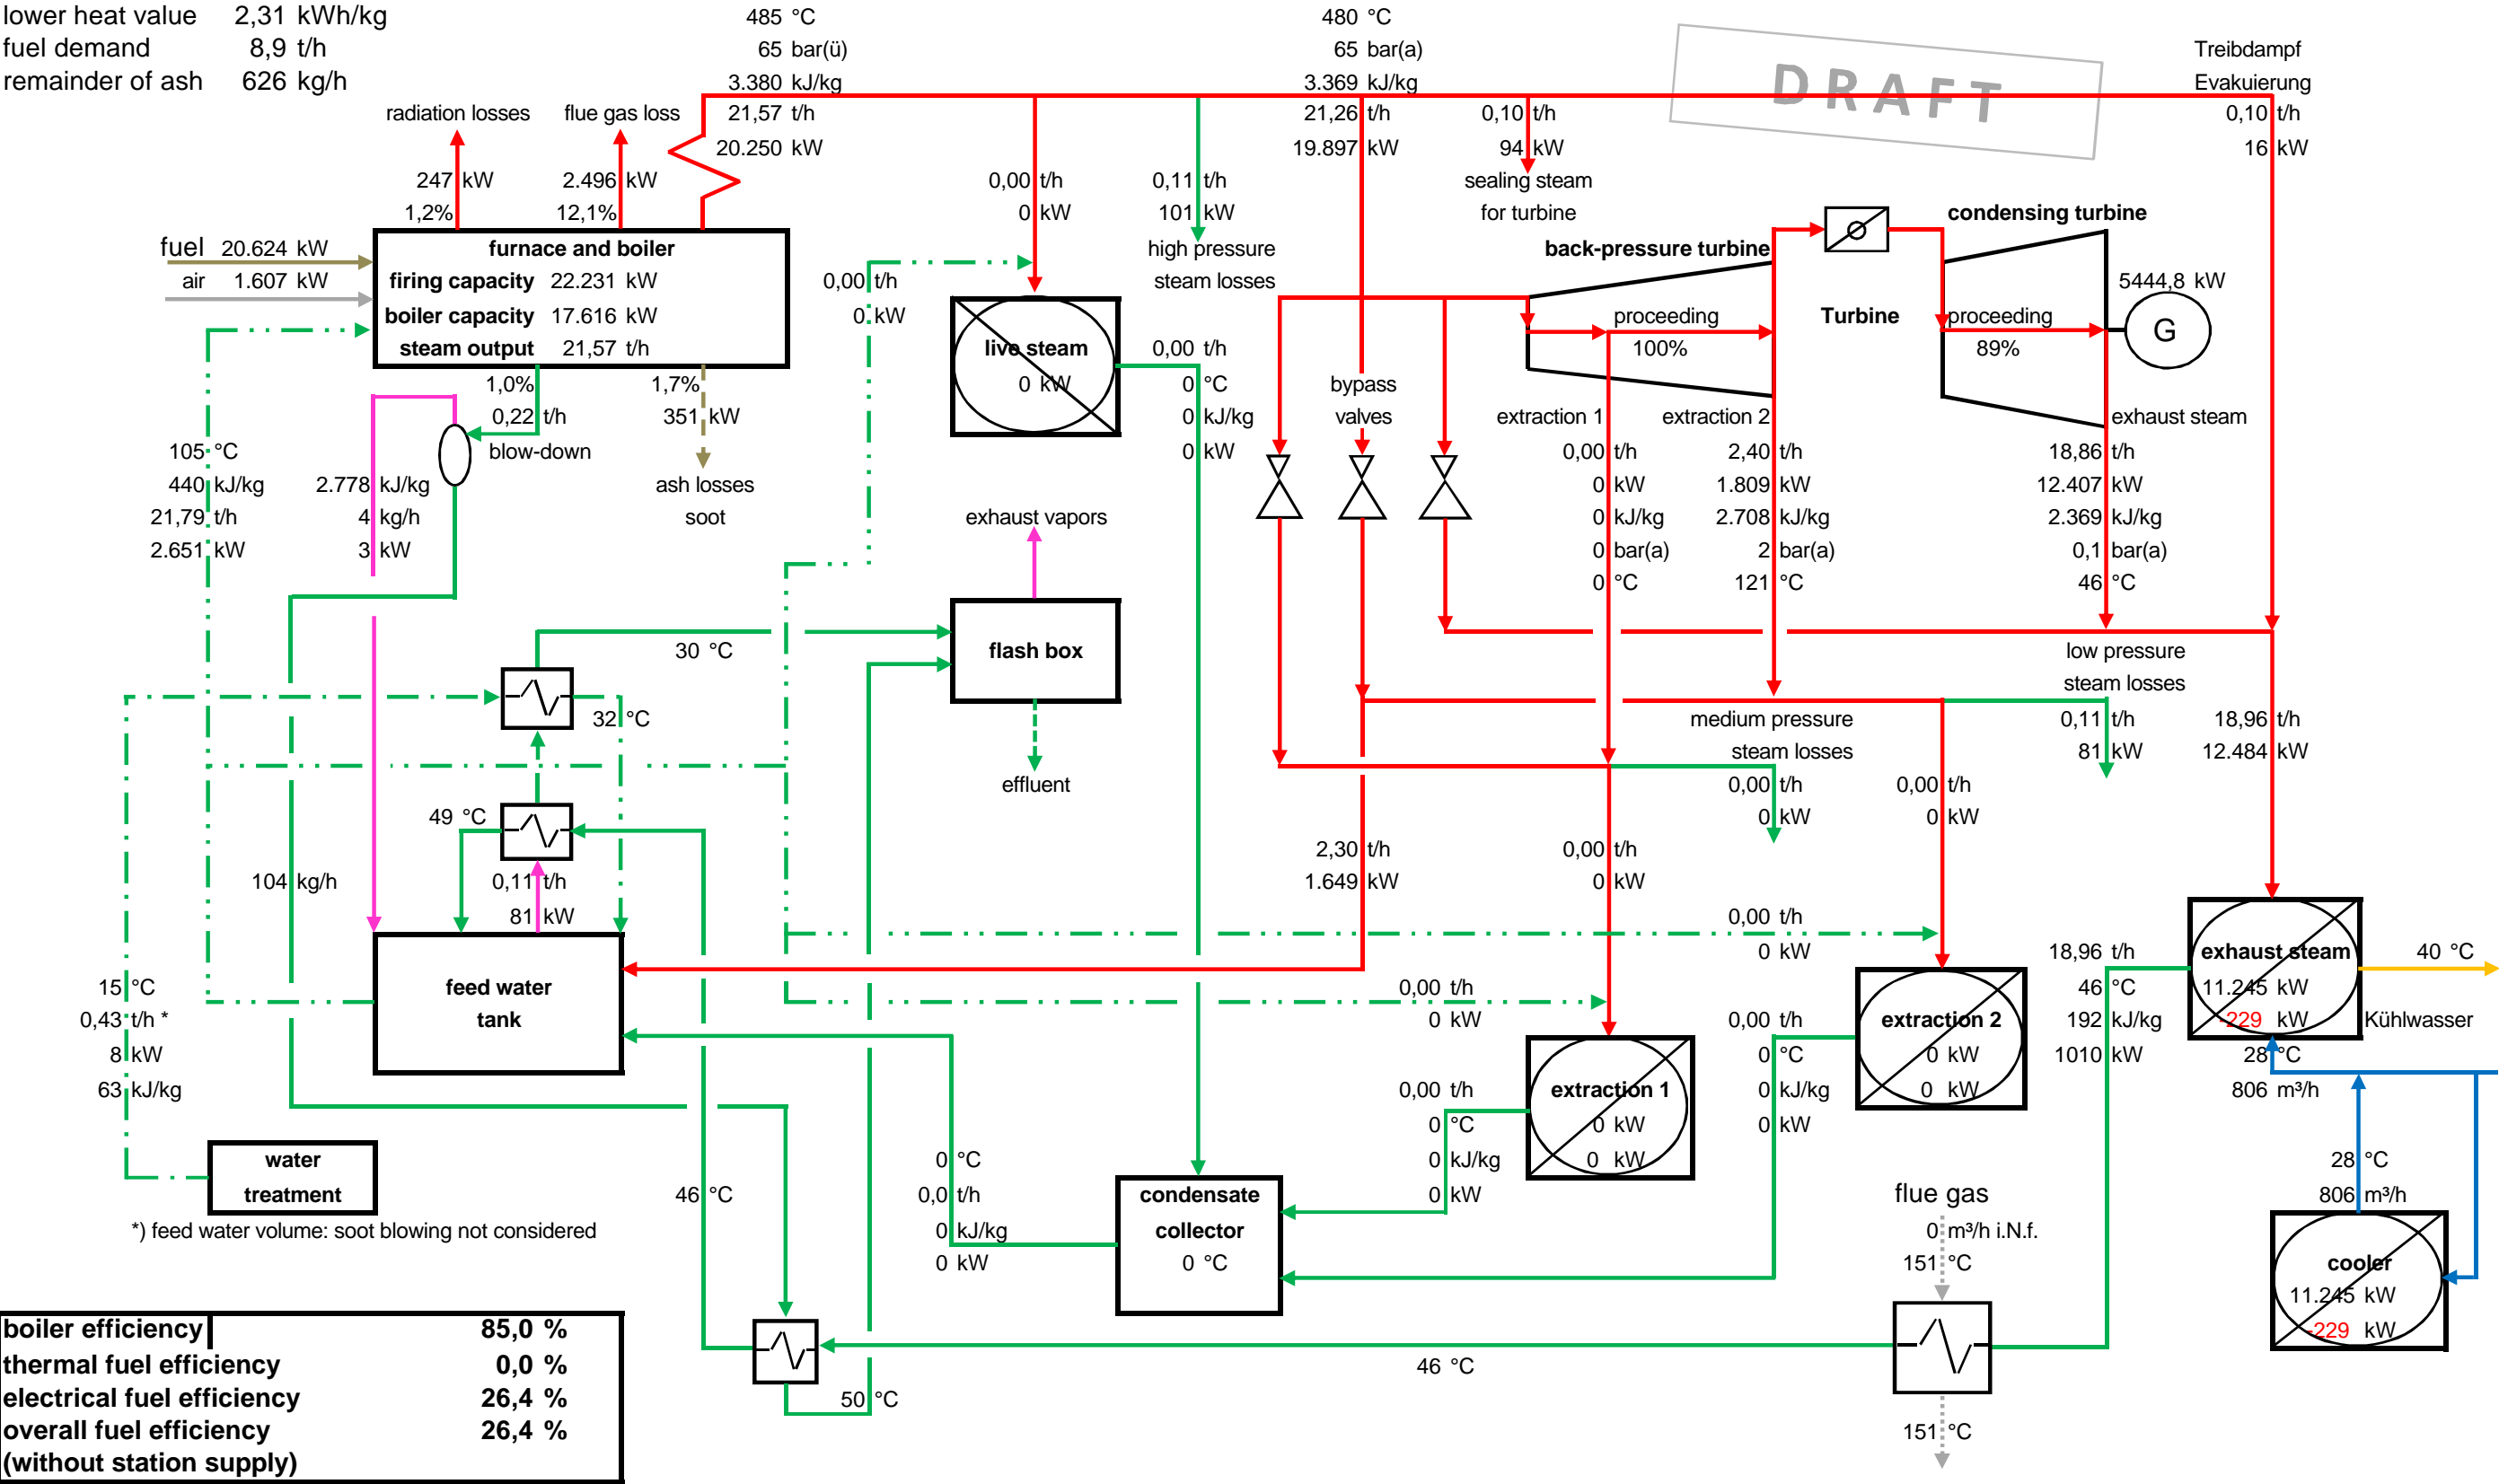 lower heat value 2,31 kWh/kg
fuel demand 8,9 t/h
remainder of ash 626 kg/h
485 °C
65 bar(ü)
3.380 kJ/kg
21,57 t/h
20.250 kW
480 °C
65 bar(a)
3.369 kJ/kg
21,26 t/h
19.897 kW
DRAFT
Treibdampf
Evakuierung
0,10 t/h
16 kW
radiation losses
247 kW
1,2%
flue gas loss
2.496 kW
12,1%
0,00 t/h
0 kW
0,11 t/h
101 kW
high pressure
steam losses
0,10 t/h
94 kW
sealing steam
for turbine
fuel 20.624 kW
air 1.607 kW
furnace and boiler
firing capacity 22.231 kW
boiler capacity 17.616 kW
steam output 21,57 t/h
0,00 t/h
0 kW
live steam
0 kW
0,00 t/h
0 °C
0 kJ/kg
0 kW
back-pressure turbine
proceeding
100%
Turbine
condensing turbine
proceeding
89%
5444,8 kW
G
1,0%
0,22 t/h
blow-down
1,7%
351 kW
ash losses
soot
105 °C
440 kJ/kg
21,79 t/h
2.651 kW
2.778 kJ/kg
4 kg/h
3 kW
bypass
valves
extraction 1
0,00 t/h
0 kW
0 kJ/kg
0 bar(a)
0 °C
extraction 2
2,40 t/h
1.809 kW
2.708 kJ/kg
2 bar(a)
121 °C
exhaust steam
18,86 t/h
12.407 kW
2.369 kJ/kg
0,1 bar(a)
46 °C
exhaust vapors
flash box
effluent
30 °C
32 °C
49 °C
low pressure
steam losses
0,11 t/h
81 kW
18,96 t/h
12.484 kW
medium pressure
steam losses
0,00 t/h
0 kW
0,00 t/h
0 kW
104 kg/h
0,11 t/h
81 kW
2,30 t/h
1.649 kW
0,00 t/h
0 kW
0,00 t/h
0 kW
feed water
tank
15 °C
0,43 t/h *
8 kW
63 kJ/kg
0,00 t/h
0 kW
18,96 t/h
46 °C
192 kJ/kg
1010 kW
exhaust steam
11.245 kW
-229 kW
40 °C
Kühlwasser
28 °C
806 m³/h
extraction 2
0 kW
0 kW
0,00 t/h
0 °C
0 kJ/kg
0 kW
extraction 1
0 kW
0 kW
0,00 t/h
0 °C
0 kJ/kg
0 kW
water
treatment
*) feed water volume: soot blowing not considered
46 °C
0 °C
0,0 t/h
0 kJ/kg
0 kW
condensate
collector
0 °C
flue gas
0 m³/h i.N.f.
151 °C
28 °C
806 m³/h
cooler
11.245 kW
-229 kW
boiler efficiency 85,0 %
thermal fuel efficiency 0,0 %
electrical fuel efficiency 26,4 %
overall fuel efficiency 26,4 %
(without station supply)
50 °C
46 °C
151 °C